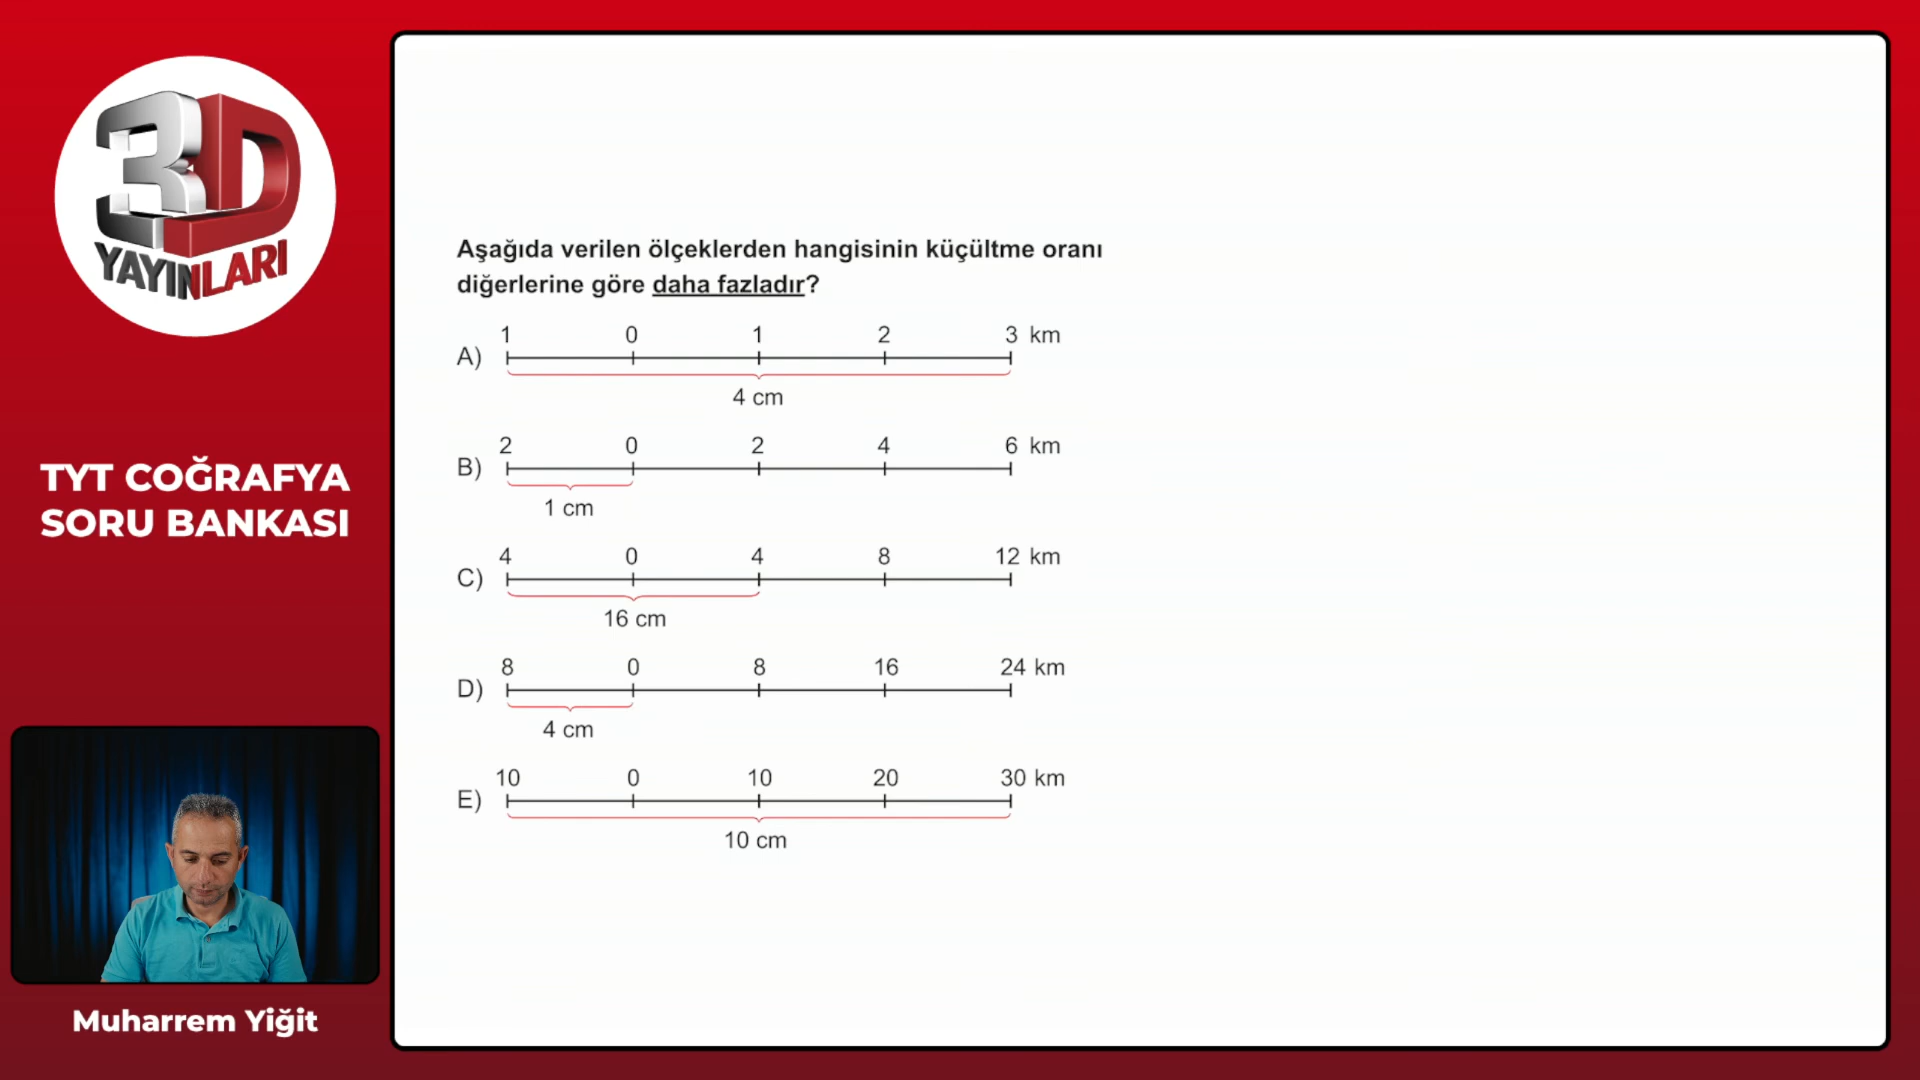 3D
YAYINLARI
TYT COĞRAFYA
SORU BANKASI
Muharrem Yiğit
Aşağıda verilen ölçeklerden hangisinin küçültme oranı
diğerlerine göre daha fazladır?
1 0 1 2 3 km
A)
4 cm
2 0 2 4 6 km
B)
1 cm
4 0 4 8 12 km
C)
16 cm
8 0 8 16 24 km
D)
4 cm
10 0 10 20 30 km
E)
10 cm